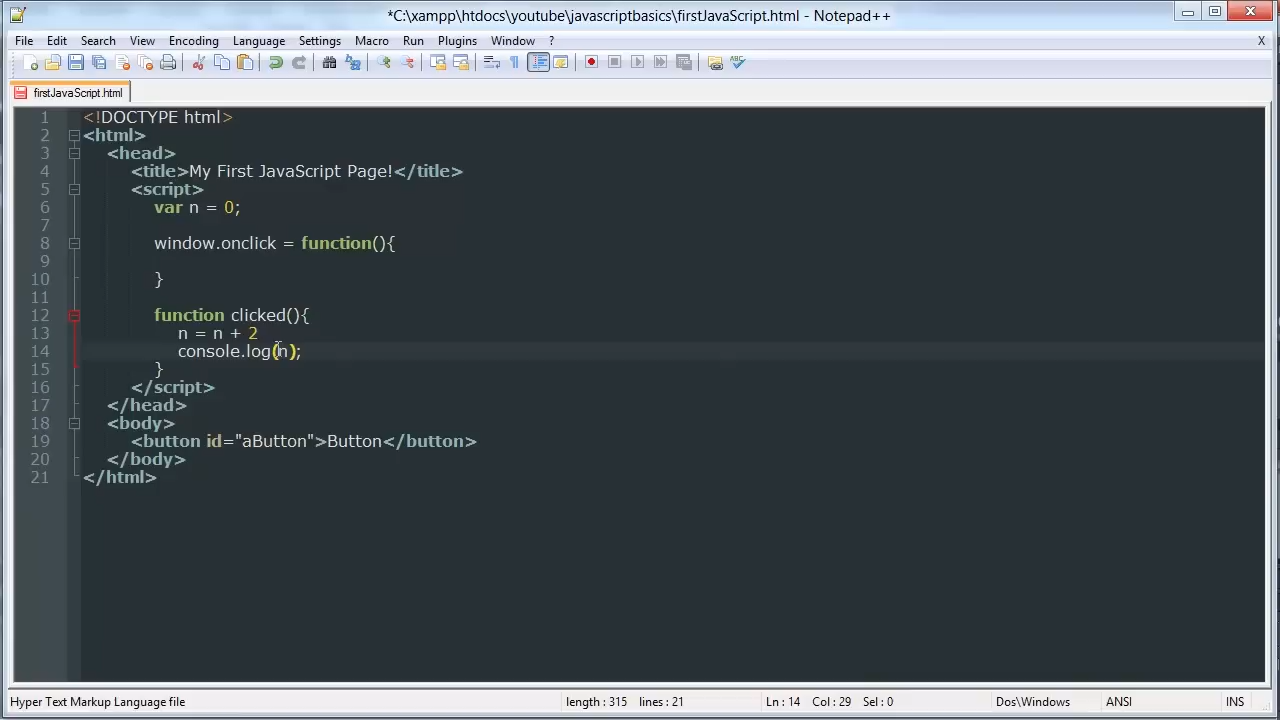 *C:\xampp\htdocs\youtube\javascriptbasics\firstJavaScript.html - Notepad++
File Edit Search View Encoding Language Settings Macro Run Plugins Window ? X
firstJavaScript.html
1 <!DOCTYPE html>
2 <html>
3 <head>
4 <title>My First JavaScript Page!</title>
5 <script>
6 var n = 0;
7
8 window.onclick = function(){
9
10 }
11
12 function clicked(){
13 n = n + 2
14 console.log(n);
15 }
16 </script>
17 </head>
18 <body>
19 <button id="aButton">Button</button>
20 </body>
21 </html>
Hyper Text Markup Language file length : 315 lines : 21 Ln : 14 Col : 29 Sel : 0 Dos\Windows ANSI INS